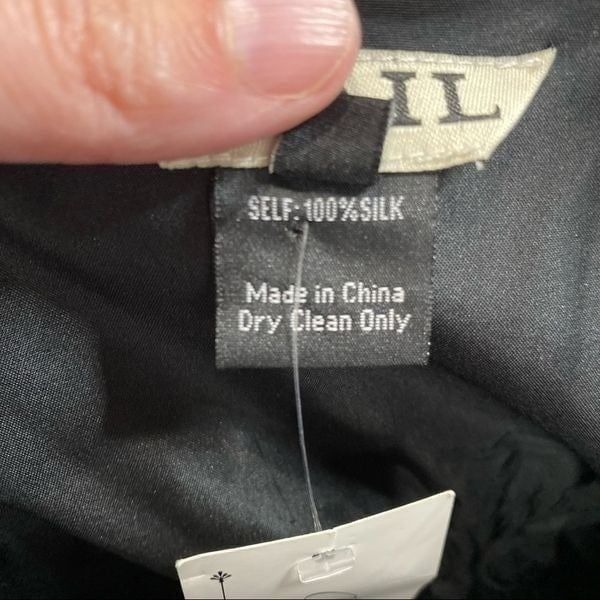 IL
SELF: 100% SILK
Made in China
Dry Clean Only